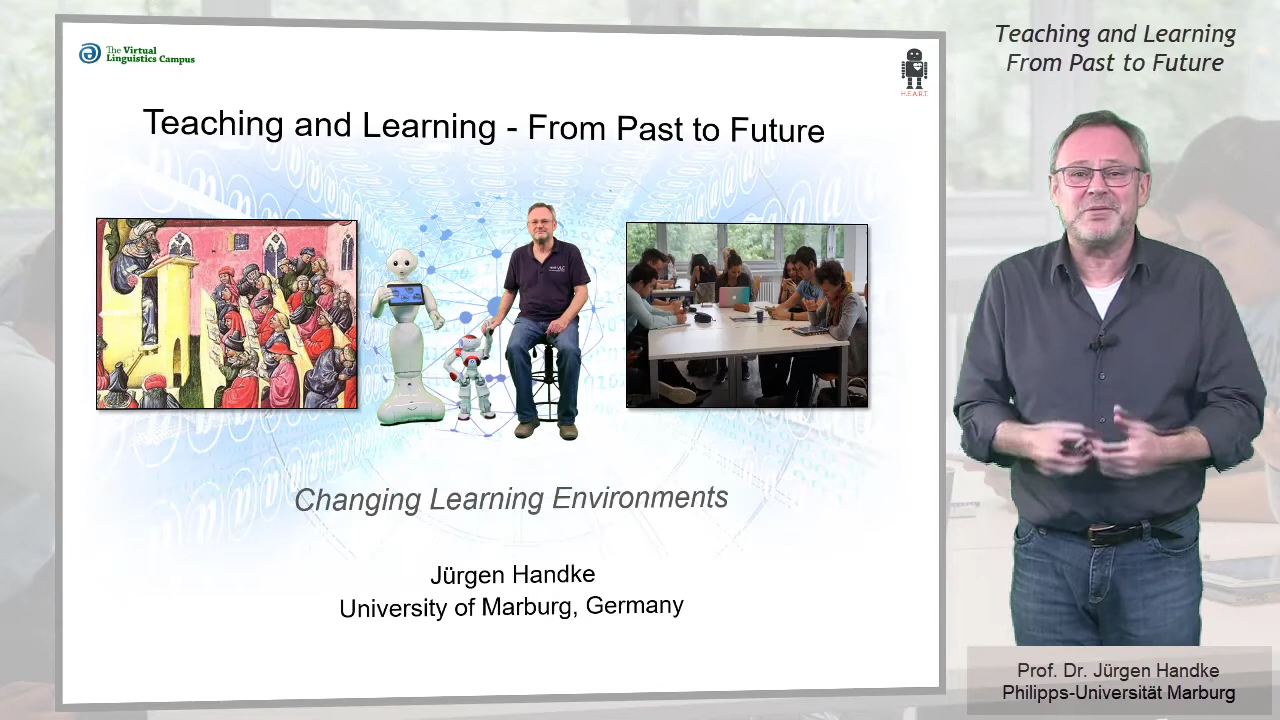 The Virtual
Linguistics Campus
H.E.A.R.T.
Teaching and Learning - From Past to Future
Changing Learning Environments
Jürgen Handke
University of Marburg, Germany
Teaching and Learning
From Past to Future
Prof. Dr. Jürgen Handke
Philipps-Universität Marburg